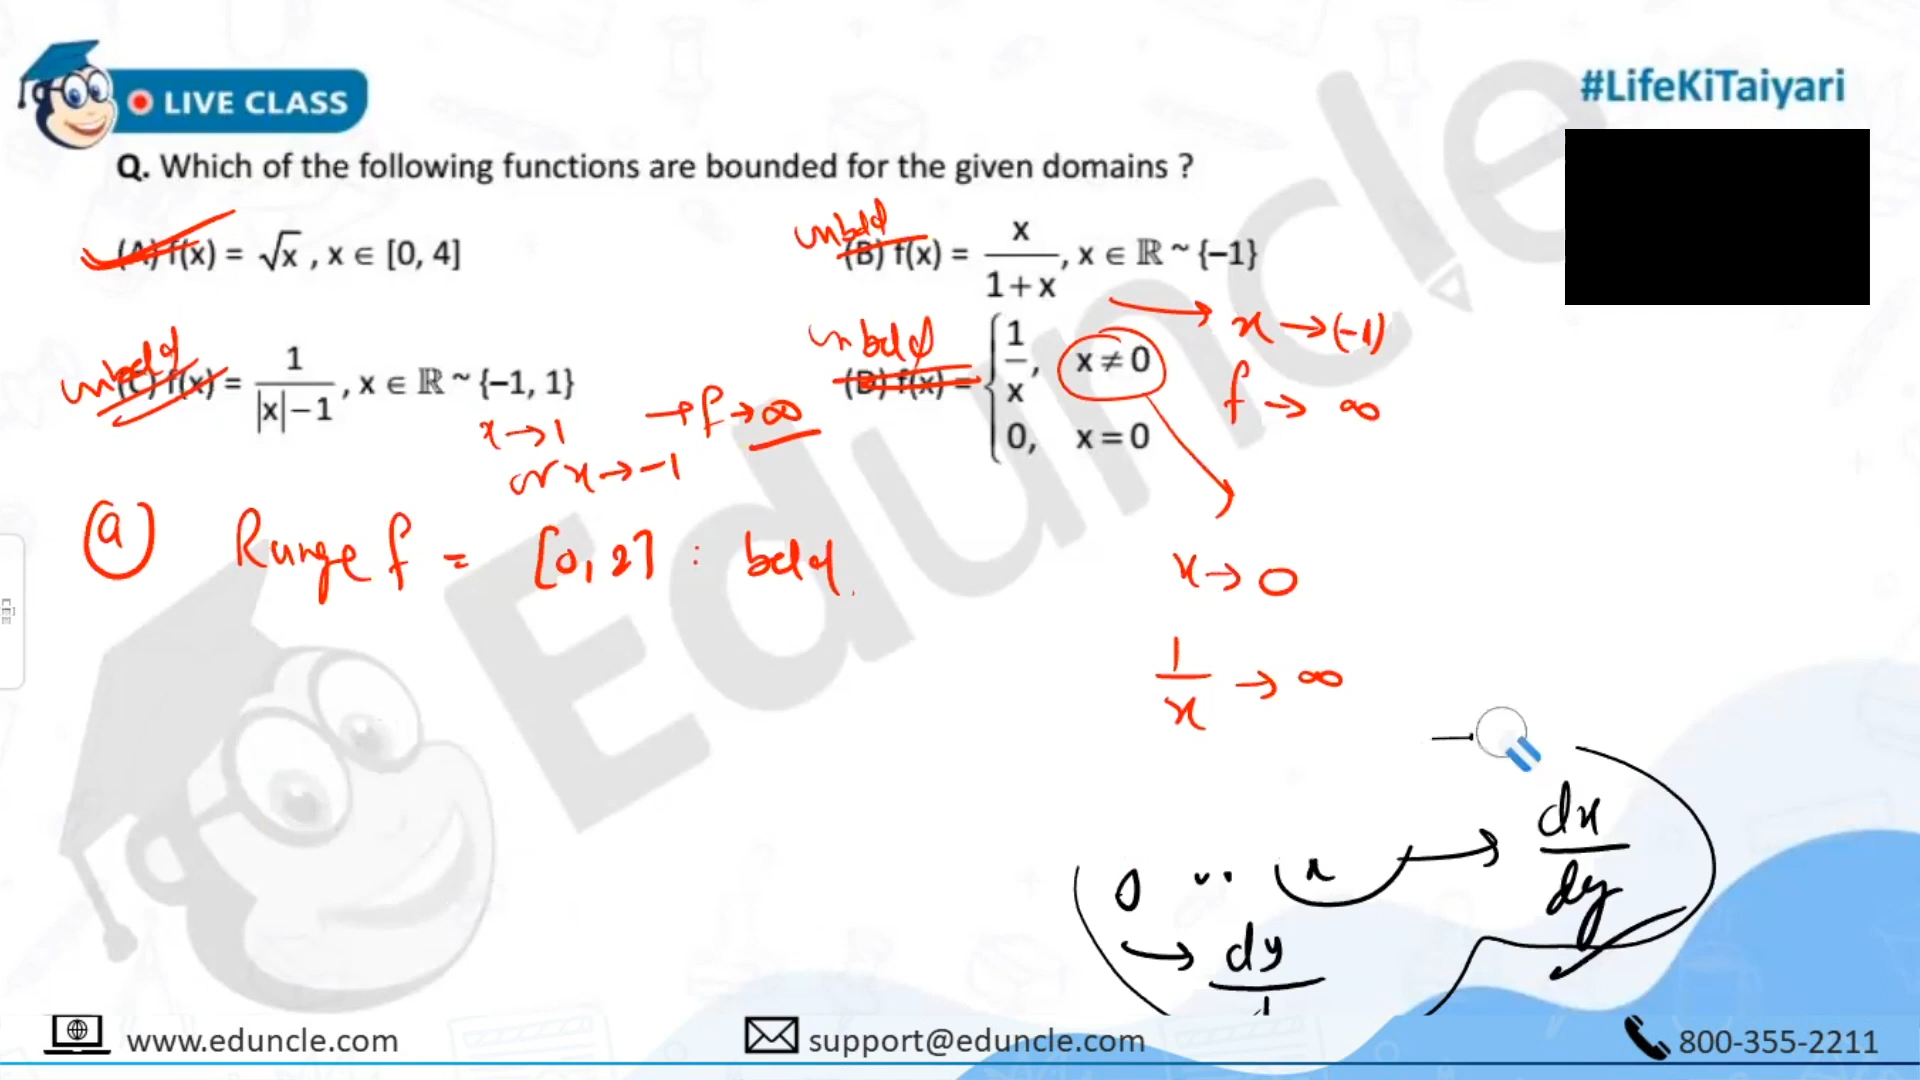 LIVE CLASS
#LifeKiTaiyari
Q. Which of the following functions are bounded for the given domains ?
(A) f(x) = √x , x ∈ [0, 4]
unbdd
(B) f(x) = x/(1+x) , x ∈ ℝ ~ {–1}
x → (-1)
f → ∞
unbdd
(C) f(x) = 1/(|x|–1) , x ∈ ℝ ~ {–1, 1}
x → 1 → f → ∞
or x → -1
unbdd
(D) f(x) = { 1/x, x ≠ 0
0, x = 0
(a) Range f = [0, 2] : bdd.
x → 0
1/x → ∞
x → dx/dy
→ dy
Eduncle
www.eduncle.com
support@eduncle.com
800-355-2211